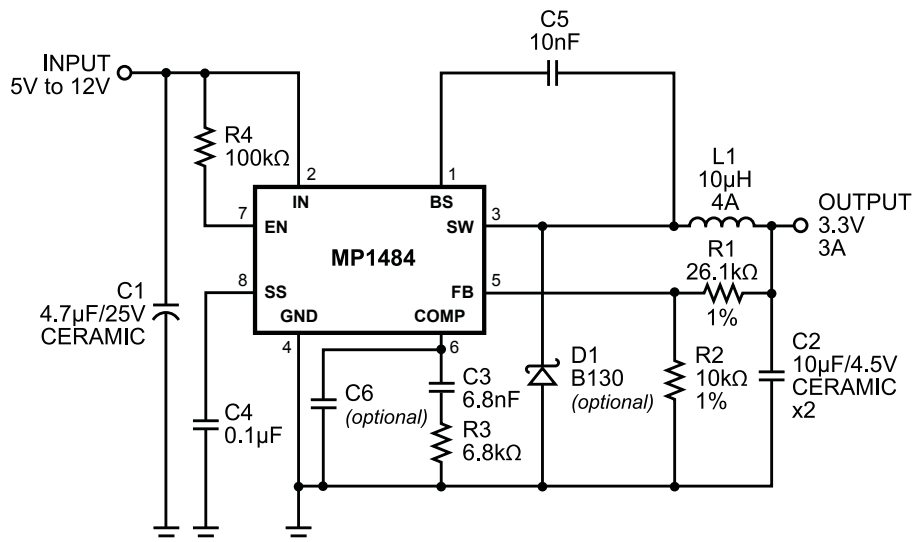 C5
10nF
INPUT
5V to 12V
R4
100kΩ
2
1
L1
10µH
4A
OUTPUT
3.3V
3A
IN
BS
7
EN
SW
3
MP1484
R1
26.1kΩ
1%
8
SS
FB
5
C1
4.7µF/25V
CERAMIC
GND
COMP
4
6
C4
0.1µF
C6
(optional)
C3
6.8nF
R3
6.8kΩ
D1
B130
(optional)
R2
10kΩ
1%
C2
10µF/4.5V
CERAMIC
x2